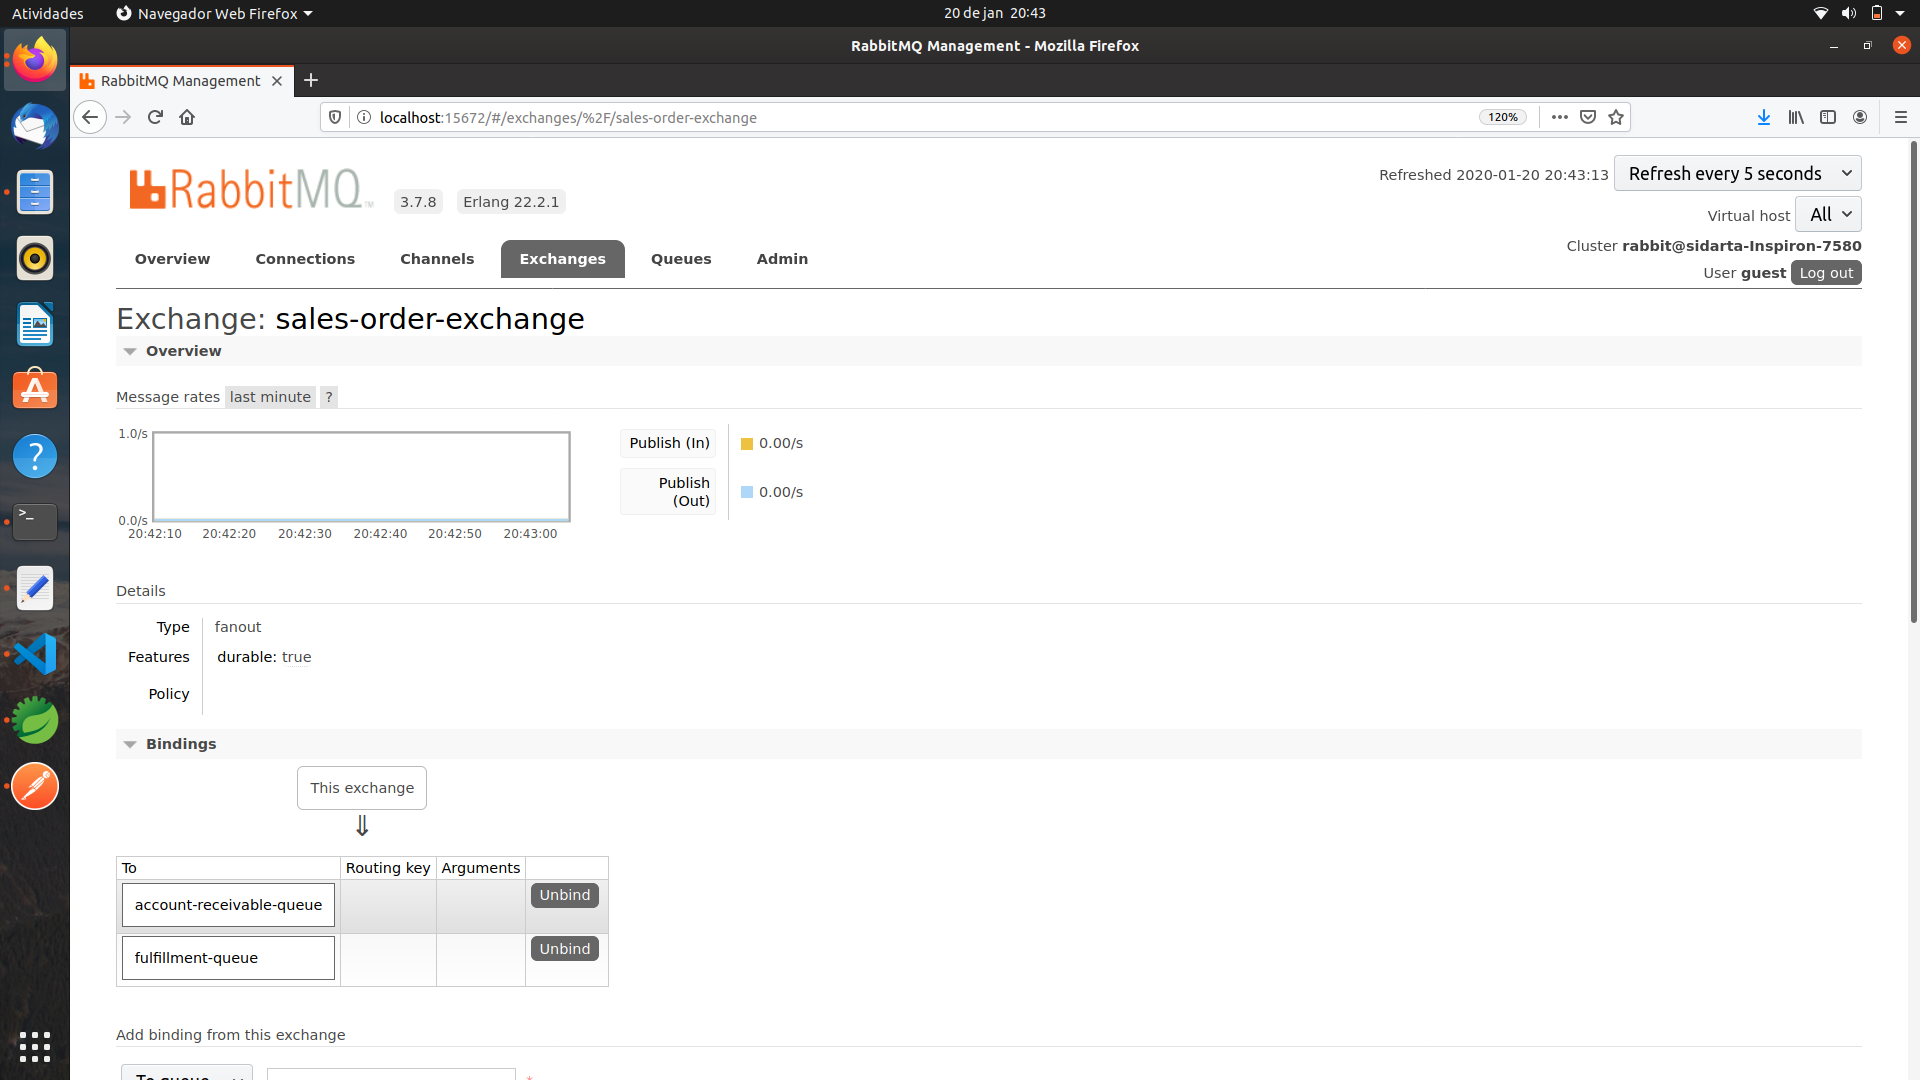 Atividades Navegador Web Firefox 20 de jan 20:43
RabbitMQ Management - Mozilla Firefox
RabbitMQ Management
localhost:15672/#/exchanges/%2F/sales-order-exchange 120%
RabbitMQ TM 3.7.8 Erlang 22.2.1
Refreshed 2020-01-20 20:43:13 Refresh every 5 seconds
Virtual host All
Cluster rabbit@sidarta-Inspiron-7580
User guest Log out
Overview Connections Channels Exchanges Queues Admin
Exchange: sales-order-exchange
Overview
Message rates last minute ?
1.0/s
0.0/s
20:42:10 20:42:20 20:42:30 20:42:40 20:42:50 20:43:00
Publish (In) 0.00/s
Publish
(Out) 0.00/s
Details
Type fanout
Features durable: true
Policy
Bindings
This exchange
⇓
To Routing key Arguments
account-receivable-queue Unbind
fulfillment-queue Unbind
Add binding from this exchange
To queue *